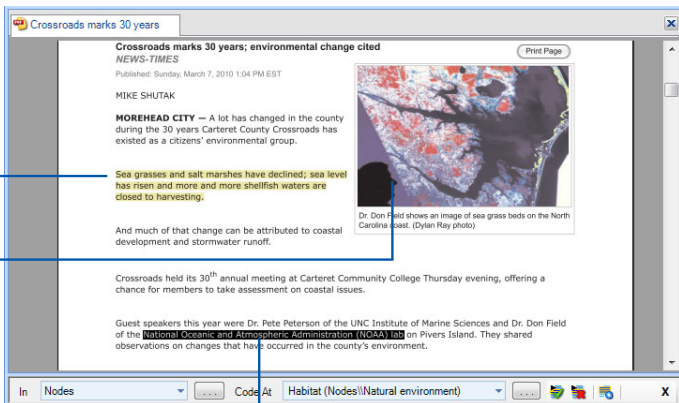 Crossroads marks 30 years
Crossroads marks 30 years; environmental change cited
NEWS-TIMES
Print Page
Published: Sunday, March 7, 2010 1:04 PM EST
MIKE SHUTAK
MOREHEAD CITY — A lot has changed in the county
during the 30 years Carteret County Crossroads has
existed as a citizens' environmental group.
Sea grasses and salt marshes have declined; sea level
has risen and more and more shellfish waters are
closed to harvesting.
Dr. Don Field shows an image of sea grass beds on the North
Carolina coast. (Dylan Ray photo)
And much of that change can be attributed to coastal
development and stormwater runoff.
Crossroads held its 30th annual meeting at Carteret Community College Thursday evening, offering a
chance for members to take assessment on coastal issues.
Guest speakers this year were Dr. Pete Peterson of the UNC Institute of Marine Sciences and Dr. Don Field
of the National Oceanic and Atmospheric Administration (NOAA) lab on Pivers Island. They shared
observations on changes that have occurred in the county's environment.
In Nodes ... Code At Habitat (Nodes\\Natural environment) ... X